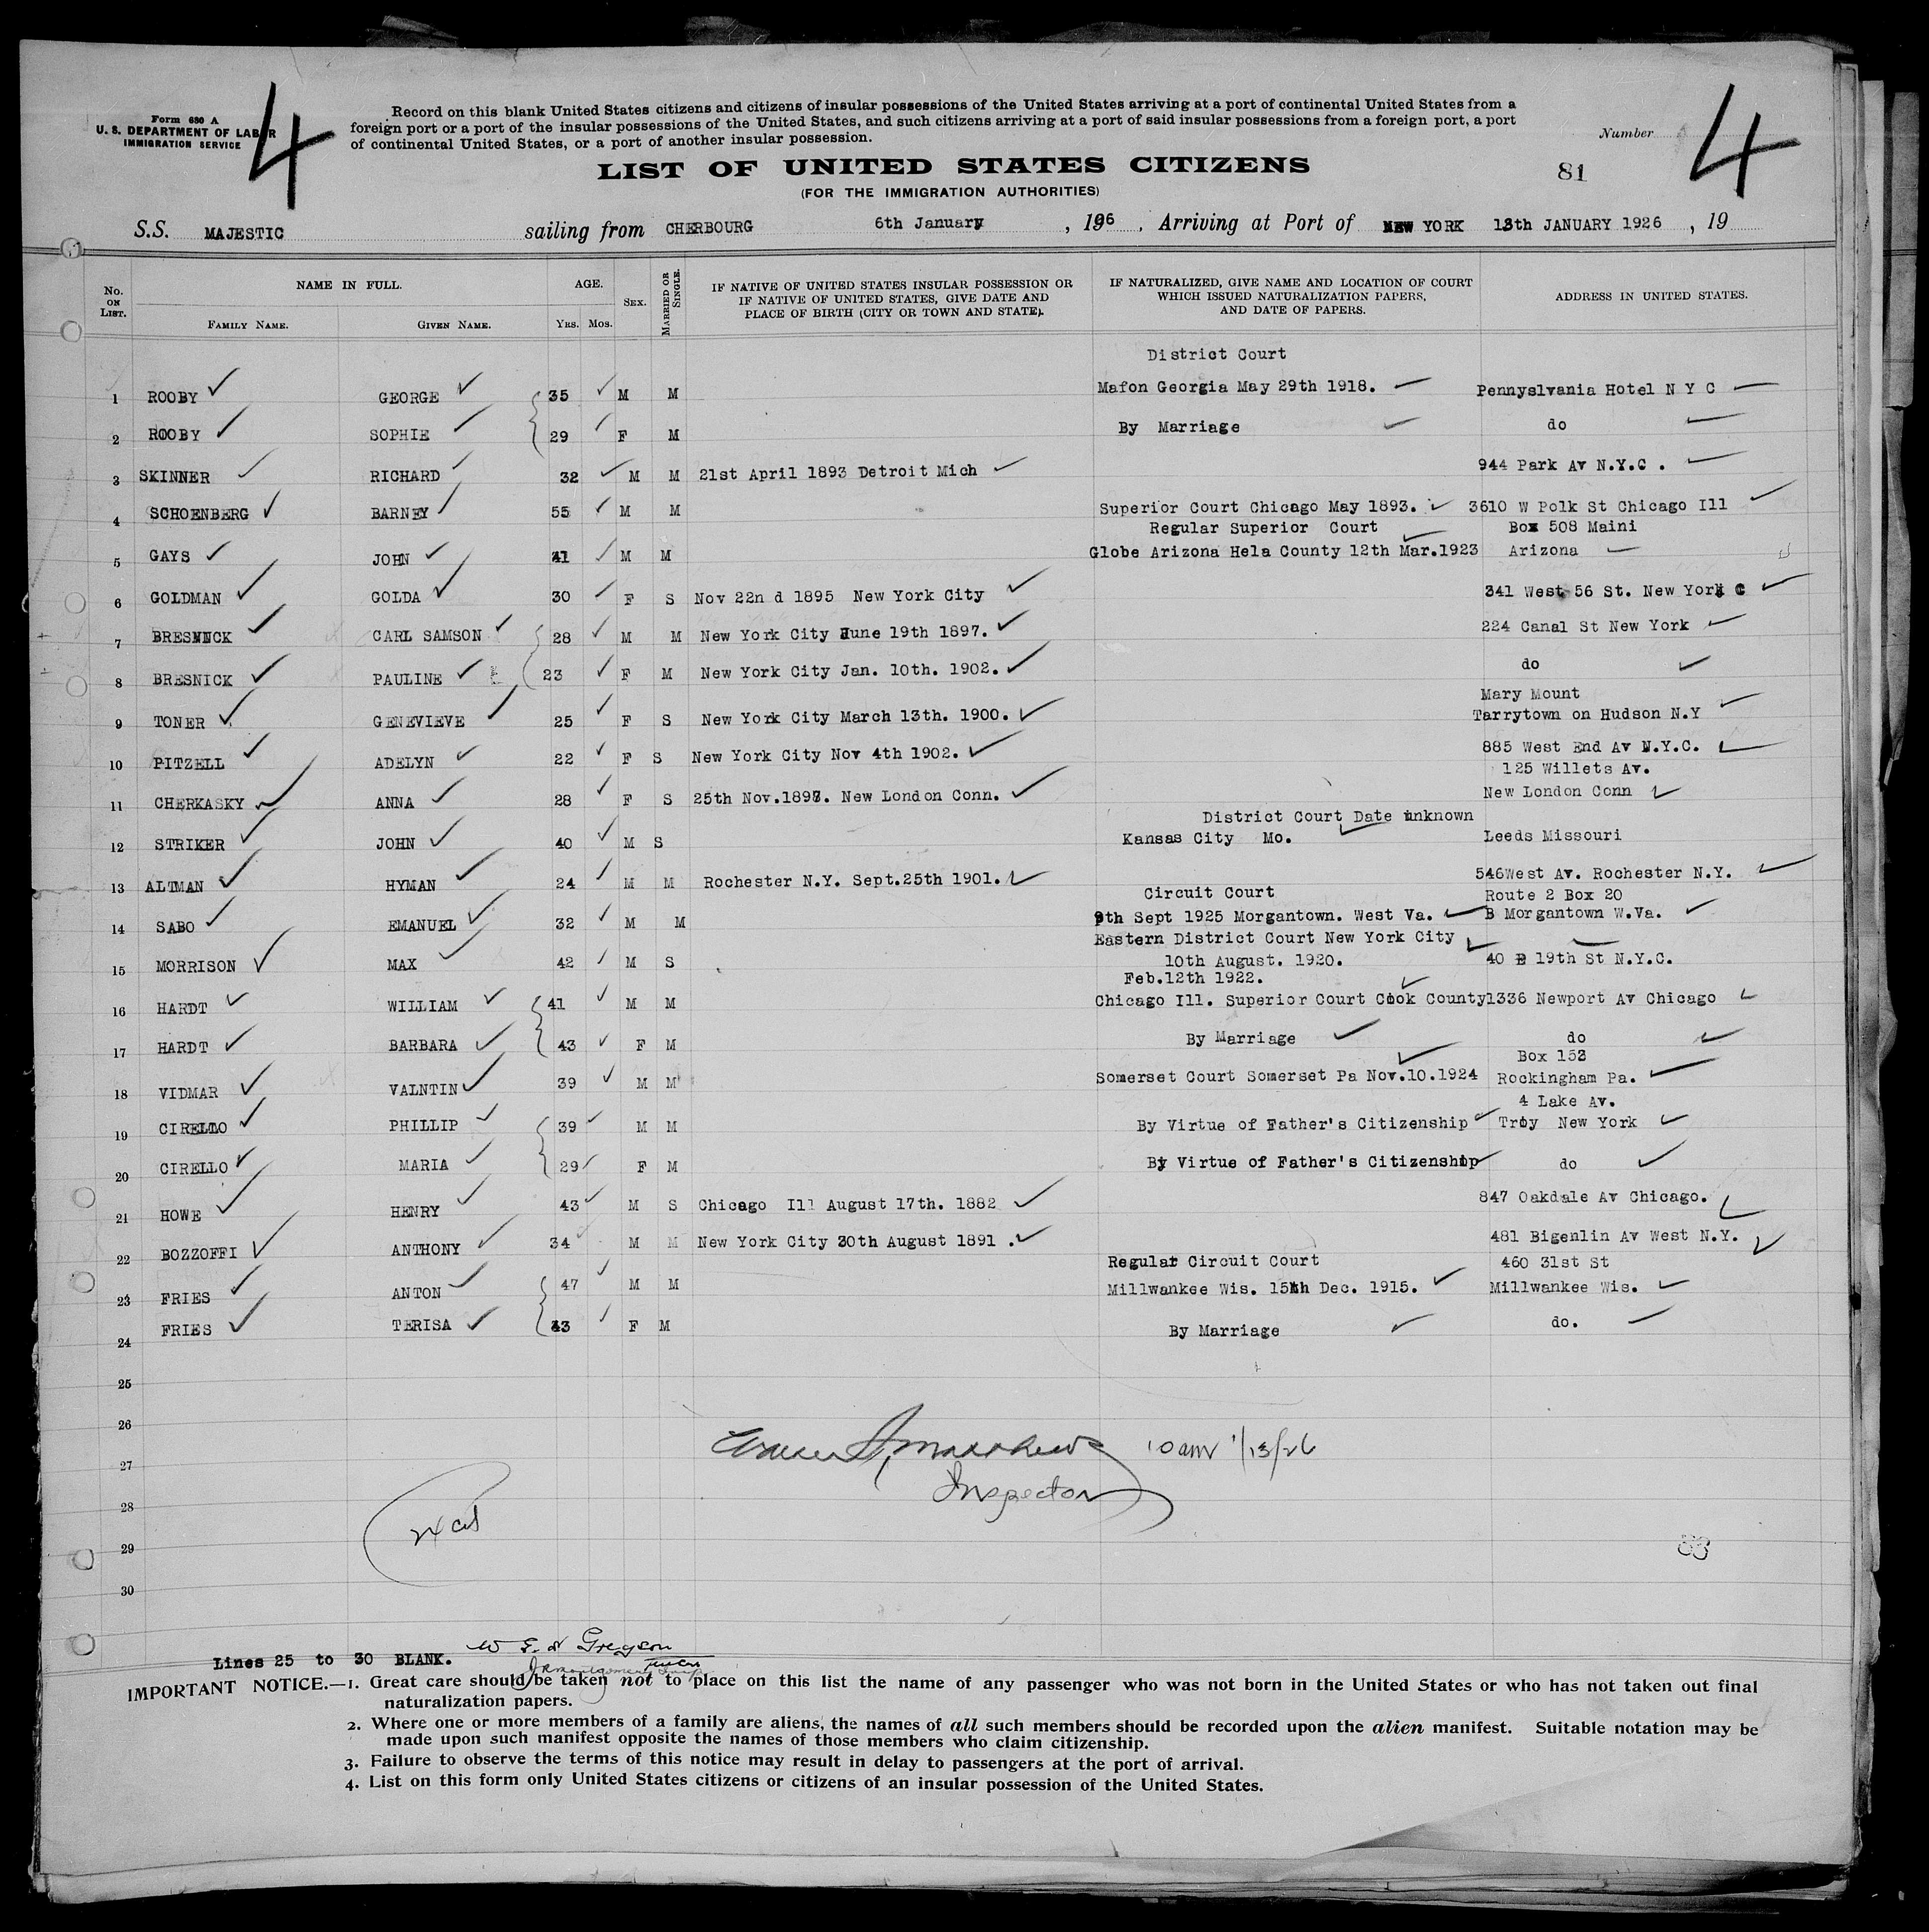 4
4
Form 630 A
U. S. DEPARTMENT OF LABOR
IMMIGRATION SERVICE
Record on this blank United States citizens and citizens of insular possessions of the United States arriving at a port of continental United States from a
foreign port or a port of the insular possessions of the United States, and such citizens arriving at a port of said insular possessions from a foreign port, a port
of continental United States, or a port of another insular possession.
Number
LIST OF UNITED STATES CITIZENS
81
(FOR THE IMMIGRATION AUTHORITIES)
S.S. MAJESTIC sailing from CHERBOURG 6th January , 196 , Arriving at Port of NEW YORK 13th JANUARY 1926 , 19
No. ON LIST. NAME IN FULL. FAMILY NAME. GIVEN NAME. AGE. YRS. MOS. SEX. MARRIED OR SINGLE.
IF NATIVE OF UNITED STATES INSULAR POSSESSION OR
IF NATIVE OF UNITED STATES, GIVE DATE AND
PLACE OF BIRTH (CITY OR TOWN AND STATE).
IF NATURALIZED, GIVE NAME AND LOCATION OF COURT
WHICH ISSUED NATURALIZATION PAPERS,
AND DATE OF PAPERS.
ADDRESS IN UNITED STATES.
District Court
1 ROOBY GEORGE 35 M M Mafon Georgia May 29th 1918. Pennyslvania Hotel N Y C
2 ROOBY SOPHIE 29 F M By Marriage do
3 SKINNER RICHARD 32 M M 21st April 1893 Detroit Mich 944 Park Av N.Y.C .
4 SCHOENBERG BARNEY 55 M M Superior Court Chicago May 1893. 3610 W Polk St Chicago Ill
Regular Superior Court Box 508 Maini
5 GAYS JOHN 41 M M Globe Arizona Hela County 12th Mar.1923 Arizona
6 GOLDMAN GOLDA 30 F S Nov 22n d 1895 New York City 341 West 56 St. New York C
7 BRESNICK CARL SAMSON 28 M M New York City June 19th 1897. 224 Canal St New York
8 BRESNICK PAULINE 23 F M New York City Jan. 10th. 1902. do
Mary Mount
9 TONER GENEVIEVE 25 F S New York City March 13th. 1900. Tarrytown on Hudson N.Y
10 PITZELL ADELYN 22 F S New York City Nov 4th 1902. 885 West End Av N.Y.C.
125 Willets Av.
11 CHERKASKY ANNA 28 F S 25th Nov.1897. New London Conn. New London Conn
District Court Date unknown
12 STRIKER JOHN 40 M S Kansas City Mo. Leeds Missouri
13 ALTMAN HYMAN 24 M M Rochester N.Y. Sept.25th 1901. 546West Av. Rochester N.Y.
Circuit Court Route 2 Box 20
14 SABO EMANUEL 32 M M 9th Sept 1925 Morgantown. West Va. B Morgantown W.Va.
Eastern District Court New York City
15 MORRISON MAX 42 M S 10th August. 1920. 40 E 19th St N.Y.C.
Feb.12th 1922.
16 HARDT WILLIAM 41 M M Chicago Ill. Superior Court Cook County 1336 Newport Av Chicago
17 HARDT BARBARA 43 F M By Marriage do
Box 152
18 VIDMAR VALNTIN 39 M M Somerset Court Somerset Pa Nov.10.1924 Rockingham Pa.
4 Lake Av.
19 CIRELLO PHILLIP 39 M M By Virtue of Father's Citizenship Troy New York
20 CIRELLO MARIA 29 F M By Virtue of Father's Citizenship do
21 HOWE HENRY 43 M S Chicago Ill August 17th. 1882 847 Oakdale Av Chicago.
22 BOZZOFFI ANTHONY 34 M M New York City 30th August 1891 . 481 Bigenlin Av West N.Y.
Regular Circuit Court 460 31st St
23 FRIES ANTON 47 M M Millwankee Wis. 15th Dec. 1915. Millwankee Wis.
24 FRIES TERISA 43 F M By Marriage do.
25
26
27
10 am 1/13/26
Inspector
28
29
30
Lines 25 to 30 BLANK.
W E. Gregson
IMPORTANT NOTICE.—1. Great care should be taken not to place on this list the name of any passenger who was not born in the United States or who has not taken out final
naturalization papers.
2. Where one or more members of a family are aliens, the names of all such members should be recorded upon the alien manifest. Suitable notation may be
made upon such manifest opposite the names of those members who claim citizenship.
3. Failure to observe the terms of this notice may result in delay to passengers at the port of arrival.
4. List on this form only United States citizens or citizens of an insular possession of the United States.